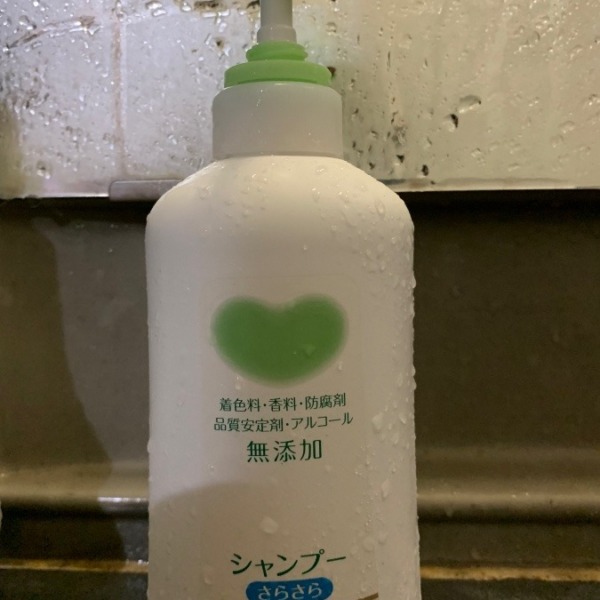 着色料・香料・防腐剤
品質安定剤・アルコール
無添加
シャンプー
さらさら